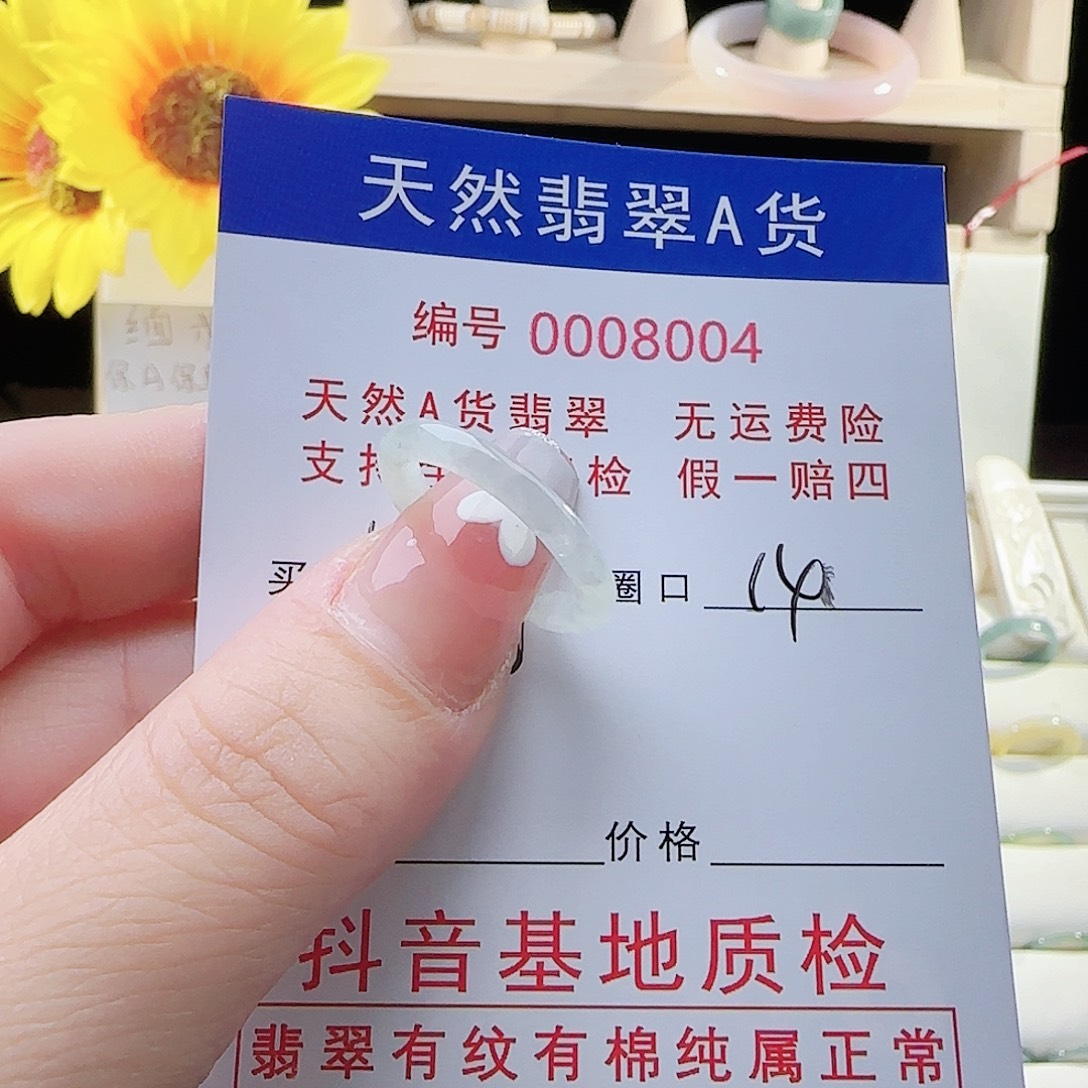 天然翡翠A货
编号 0008004
天然A货翡翠 无运费险
支持 检 假一赔四
买 圈口 14
价格
抖音基地质检
翡翠有纹有棉纯属正常